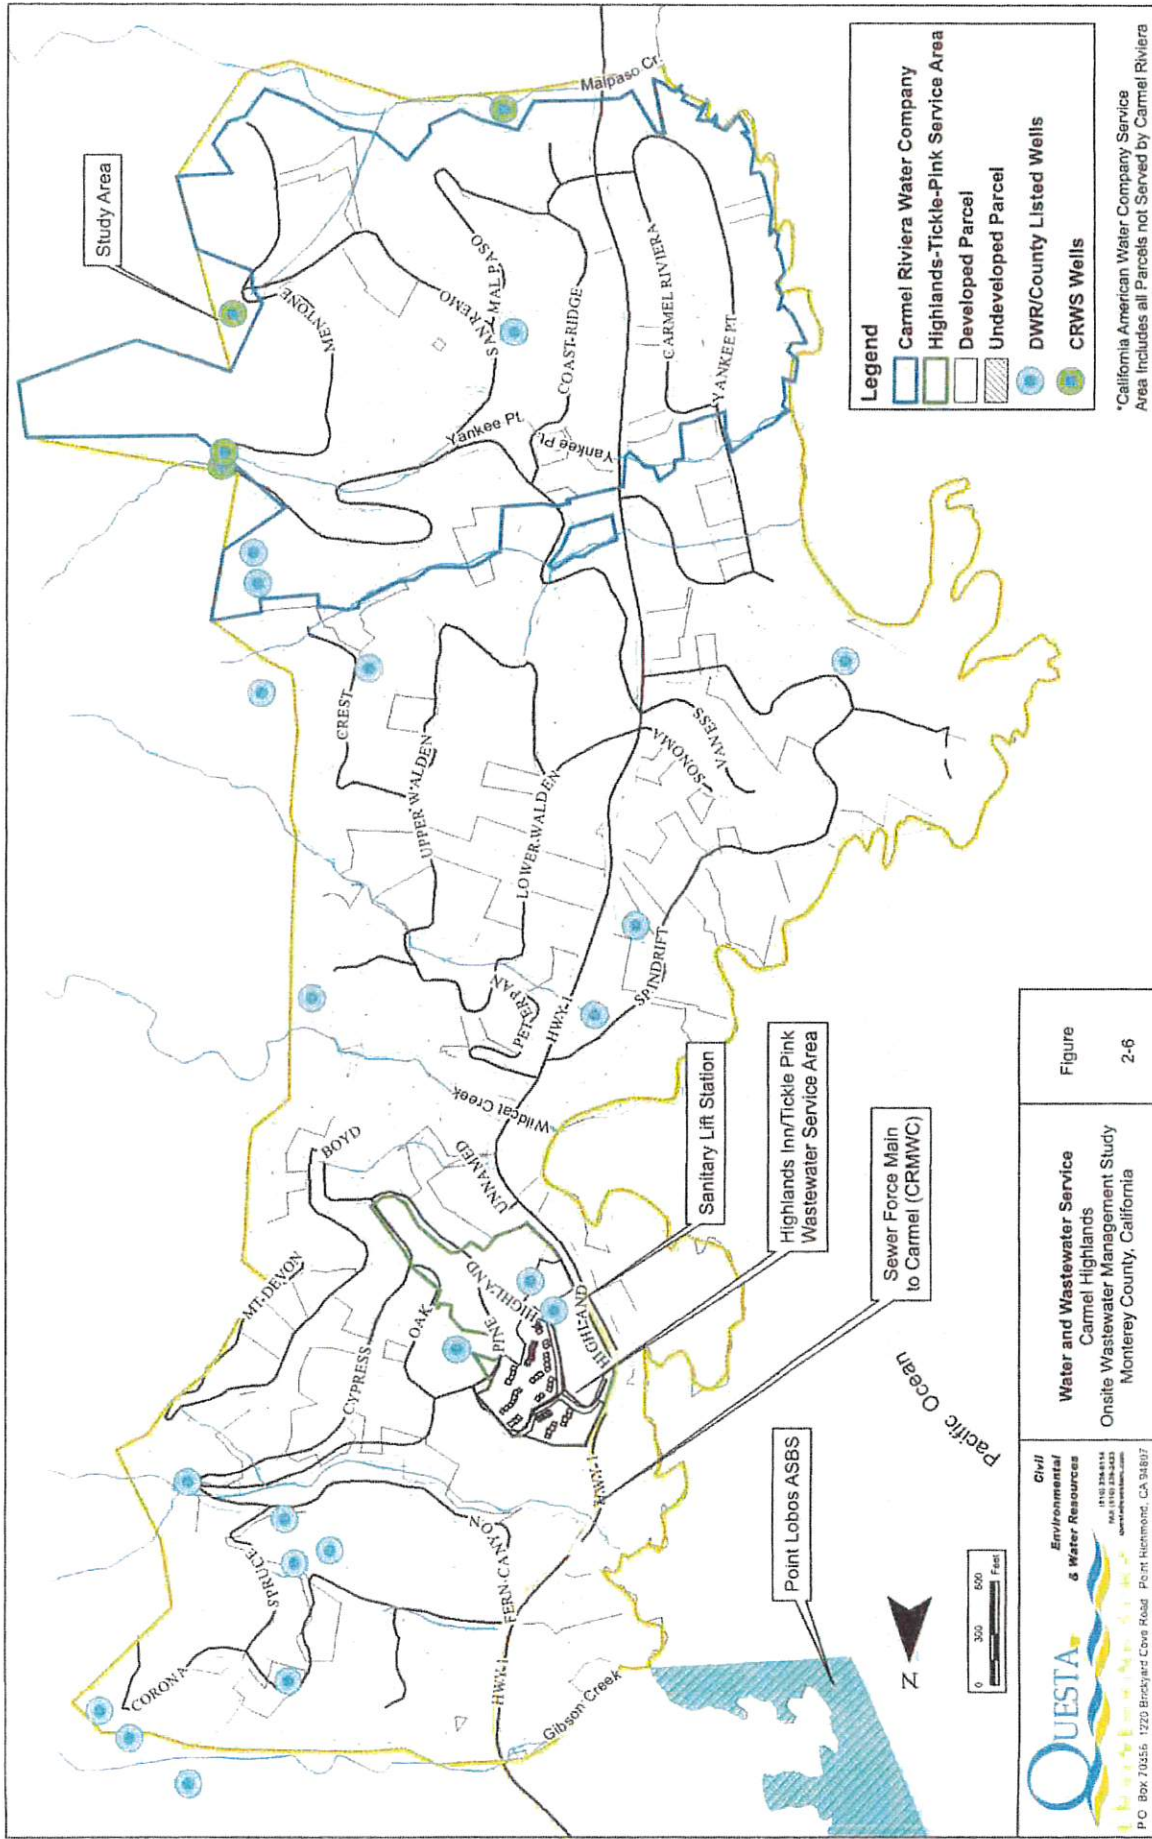 Study Area
Malpaso Cr.
MENTONE
SAN REMO
MALPASO
COAST RIDGE
CARMEL RIVIERA
YANKEE PT.
Yankee Pt.
Yankee Pt.
CREST
UPPER WALDEN
LOWER WALDEN
SONOMA
VANESS
PETER PAN
HWY-1
SPINDRIFT
Wildcat Creek
BOYD
UNNAMED
MT. DEVON
CYPRESS
OAK
PINE
HIGHLAND
HIGHLAND
HWY-1
SPRUCE
CORONA
FERN CANYON
HWY-1
Gibson Creek
Sanitary Lift Station
Highlands Inn/Tickle Pink
Wastewater Service Area
Sewer Force Main
to Carmel (CRMWC)
Pacific Ocean
Point Lobos ASBS
Legend
Carmel Riviera Water Company
Highlands-Tickle-Pink Service Area
Developed Parcel
Undeveloped Parcel
DWR/County Listed Wells
CRWS Wells
*California American Water Company Service
Area Includes all Parcels not Served by Carmel Riviera
N
0 300 600
Feet
QUESTA
Civil
Environmental
& Water Resources
P.O. Box 70356 1220 Brickyard Cove Road Point Richmond, CA 94807
Water and Wastewater Service
Carmel Highlands
Onsite Wastewater Management Study
Monterey County, California
Figure
2-6